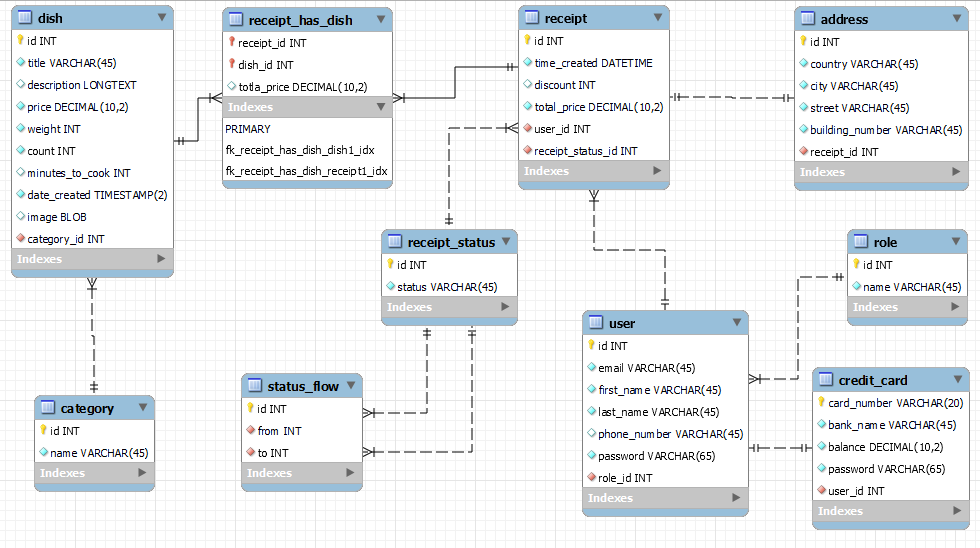 dish
id INT
title VARCHAR(45)
description LONGTEXT
price DECIMAL(10,2)
weight INT
count INT
minutes_to_cook INT
date_created TIMESTAMP(2)
image BLOB
category_id INT
Indexes
receipt_has_dish
receipt_id INT
dish_id INT
totla_price DECIMAL(10,2)
Indexes
PRIMARY
fk_receipt_has_dish_dish1_idx
fk_receipt_has_dish_receipt1_idx
receipt
id INT
time_created DATETIME
discount INT
total_price DECIMAL(10,2)
user_id INT
receipt_status_id INT
Indexes
address
id INT
country VARCHAR(45)
city VARCHAR(45)
street VARCHAR(45)
building_number VARCHAR(45)
receipt_id INT
Indexes
receipt_status
id INT
status VARCHAR(45)
Indexes
role
id INT
name VARCHAR(45)
Indexes
user
id INT
email VARCHAR(45)
first_name VARCHAR(45)
last_name VARCHAR(45)
phone_number VARCHAR(45)
password VARCHAR(65)
role_id INT
Indexes
credit_card
card_number VARCHAR(20)
bank_name VARCHAR(45)
balance DECIMAL(10,2)
password VARCHAR(65)
user_id INT
Indexes
status_flow
id INT
from INT
to INT
Indexes
category
id INT
name VARCHAR(45)
Indexes